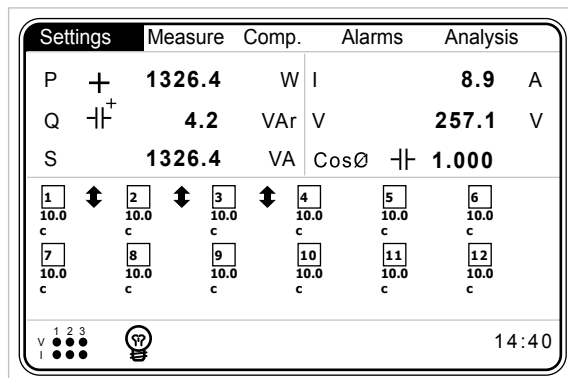 Settings Measure Comp. Alarms Analysis
P 1326.4 W I 8.9 A
Q + 4.2 VAr V 257.1 V
S 1326.4 VA CosØ 1.000
1 2 3 4 5 6
10.0 10.0 10.0 10.0 10.0 10.0
c c c c c c
7 8 9 10 11 12
10.0 10.0 10.0 10.0 10.0 10.0
c c c c c c
1 2 3
V
I
14:40